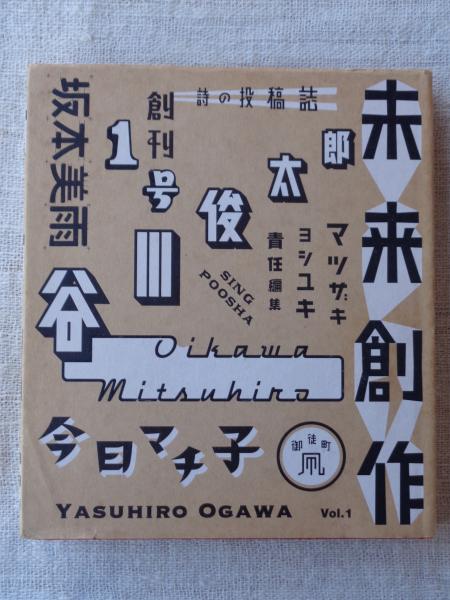 未来創作
詩の投稿誌
創刊
1号
坂本美雨
谷川俊太郎
マツザキ
ヨシユキ
責任編集
SING
POOSHA
Oikawa
Mitsuhiro
今日マチ子
御徒町
凧
YASUHIRO OGAWA
Vol.1